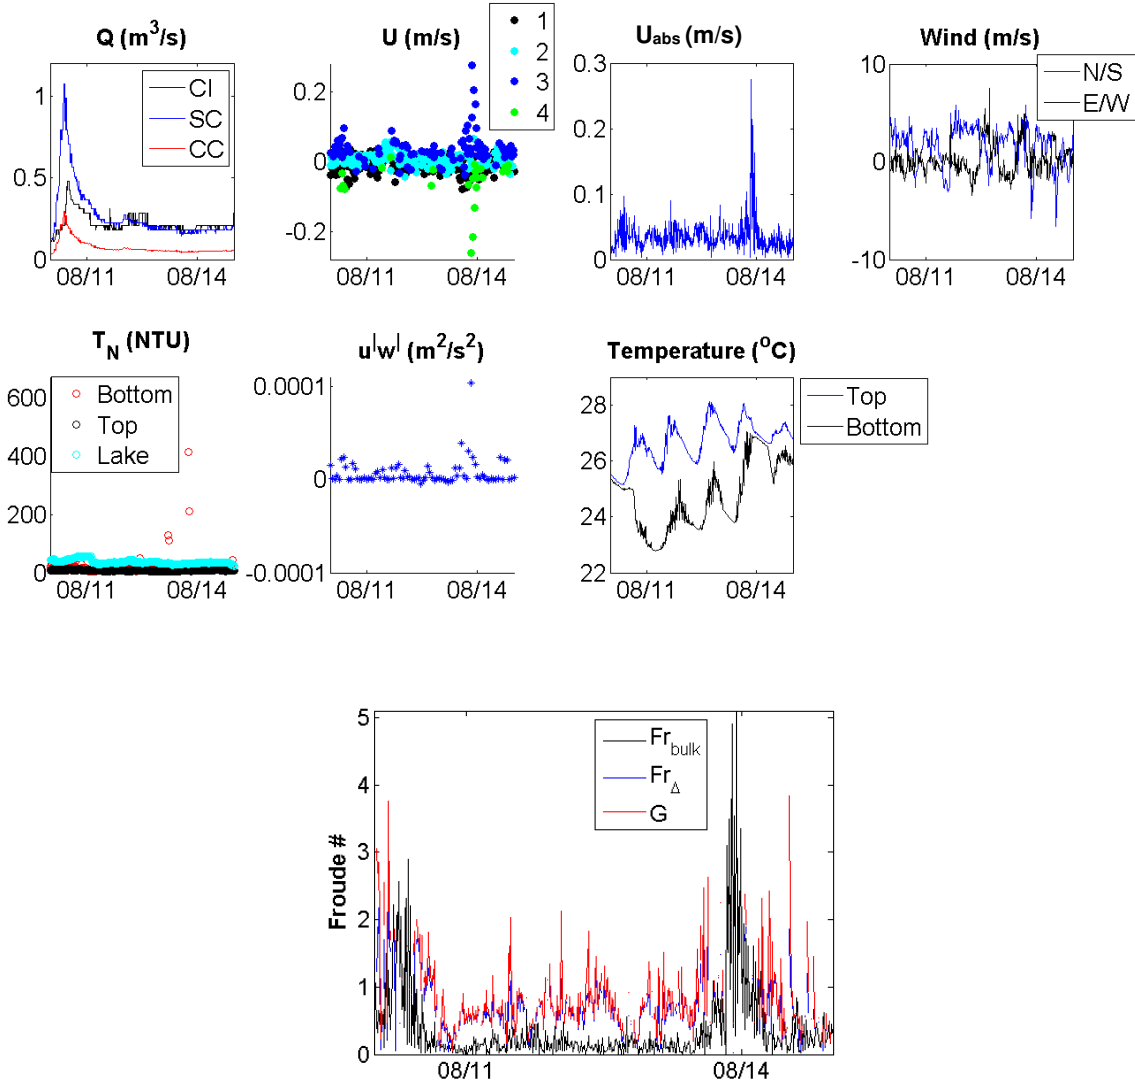 Q (m³/s)
1
0.5
0
CI
SC
CC
08/11
08/14
U (m/s)
1
2
3
4
0.2
0
-0.2
08/11
08/14
Uabs (m/s)
0.3
0.2
0.1
0
08/11
08/14
Wind (m/s)
10
0
-10
N/S
E/W
08/11
08/14
T_N (NTU)
600
400
200
0
Bottom
Top
Lake
08/11
08/14
u|w| (m²/s²)
0.0001
0
-0.0001
08/11
08/14
Temperature (°C)
28
26
24
22
Top
Bottom
08/11
08/14
Froude #
5
4
3
2
1
0
Fr_bulk
Fr_Δ
G
08/11
08/14